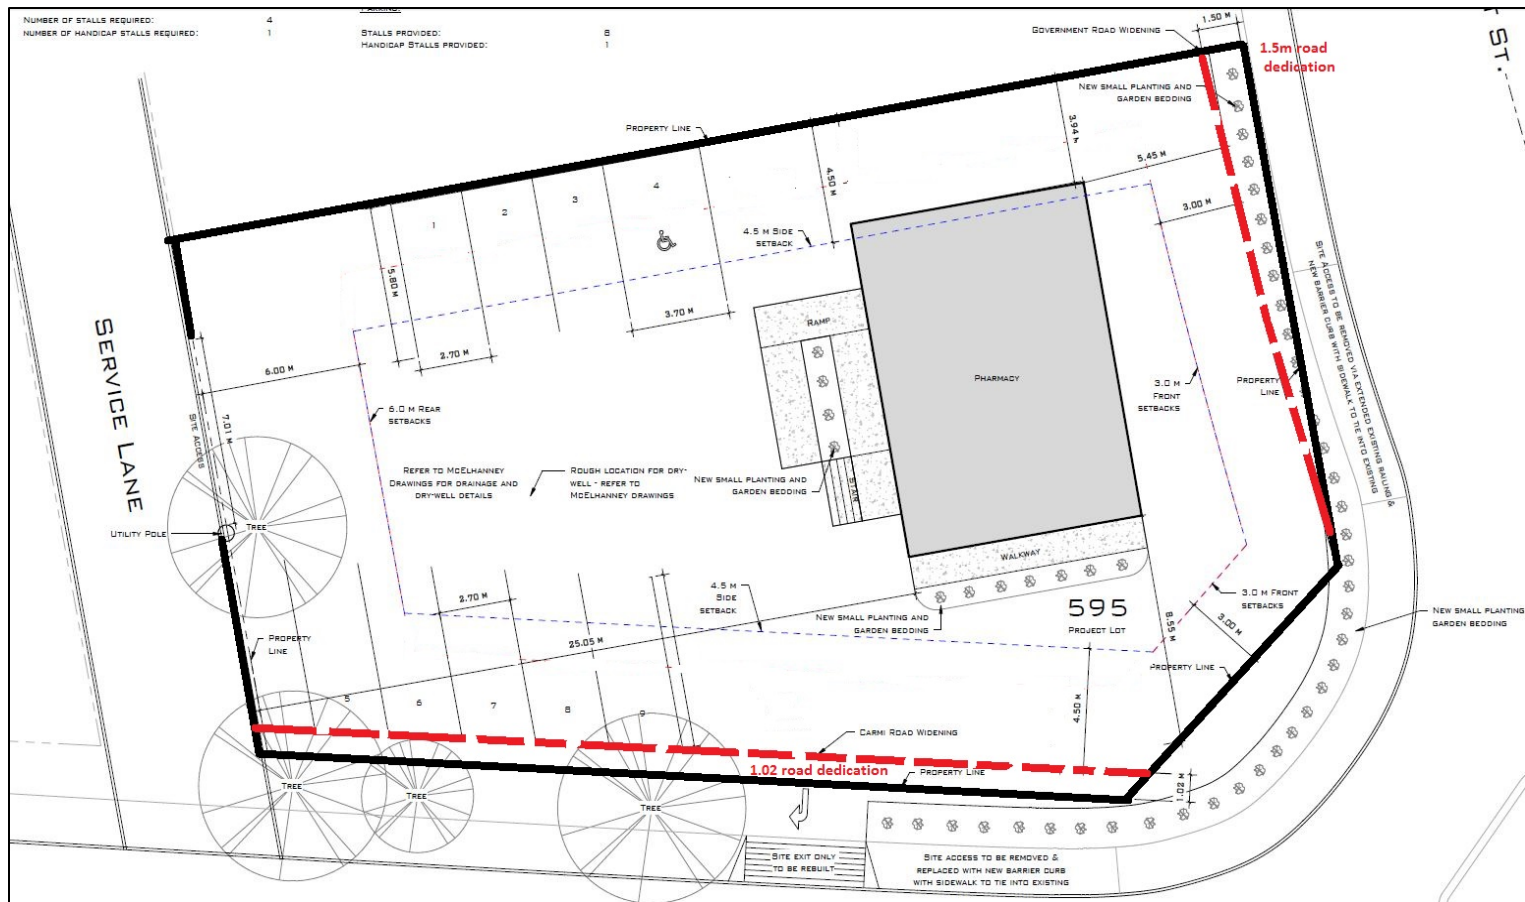 NUMBER OF STALLS REQUIRED: 4
NUMBER OF HANDICAP STALLS REQUIRED: 1
STALLS PROVIDED: 8
HANDICAP STALLS PROVIDED: 1
1.50 M
GOVERNMENT ROAD WIDENING
1.5m road
dedication
ST.
NEW SMALL PLANTING AND
GARDEN BEDDING
PROPERTY LINE
3.94
5.45 M
4.50 M
3.00 M
1
2
3
4
4.5 M SIDE
SETBACK
5.80 M
3.70 M
2.70 M
6.00 M
RAMP
PHARMACY
3.0 M
FRONT
SETBACKS
PROPERTY
LINE
SITE ACCESS TO BE REMOVED VIA EXTENDED EXISTING RAILING &
NEW BARRIER CURB WITH SIDEWALK TO TIE INTO EXISTING
SERVICE LANE
7.01 M
SITE ACCESS
6.0 M REAR
SETBACKS
REFER TO MCELHANNEY
DRAWINGS FOR DRAINAGE AND
DRY-WELL DETAILS
ROUGH LOCATION FOR DRY-
WELL - REFER TO
MCELHANNEY DRAWINGS
NEW SMALL PLANTING AND
GARDEN BEDDING
STAIR
UTILITY POLE
TREE
WALKWAY
2.70 M
4.5 M
SIDE
SETBACK
25.05 M
NEW SMALL PLANTING AND
GARDEN BEDDING
595
PROJECT LOT
8.55 M
3.0 M FRONT
SETBACKS
3.00 M
NEW SMALL PLANTING
GARDEN BEDDING
PROPERTY
LINE
PROPERTY LINE
4.50 M
5
6
7
8
9
CARMI ROAD WIDENING
1.02 road dedication
PROPERTY LINE
1.02 M
TREE
TREE
TREE
SITE EXIT ONLY
TO BE REBUILT
SITE ACCESS TO BE REMOVED &
REPLACED WITH NEW BARRIER CURB
WITH SIDEWALK TO TIE INTO EXISTING